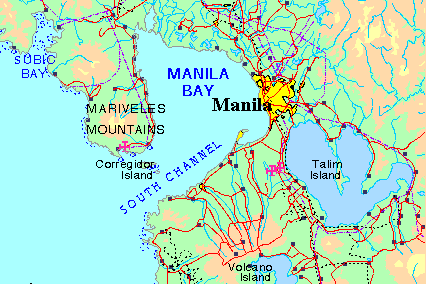 SUBIC
BAY
MANILA
BAY
Manila
MARIVELES
MOUNTAINS
Corregidor
Island
SOUTH CHANNEL
Talim
Island
Volcano
Island